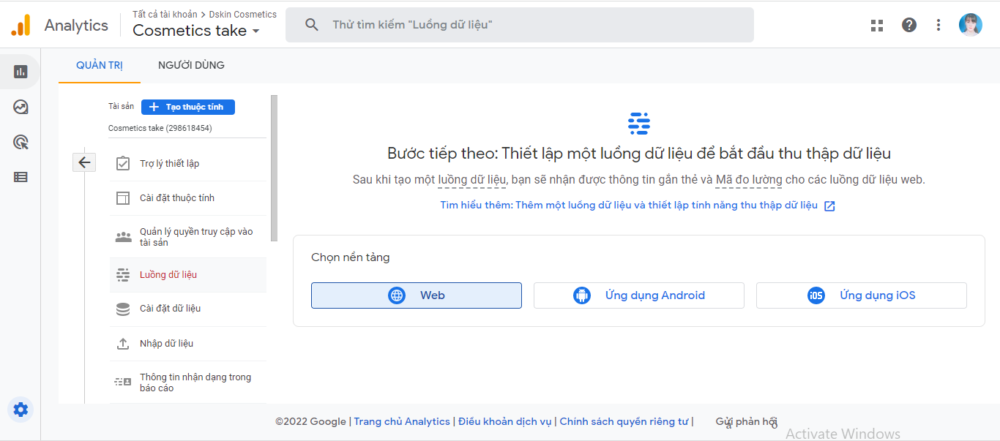 Analytics
Tất cả tài khoản > Dskin Cosmetics
Cosmetics take
Thử tìm kiếm "Luồng dữ liệu"
QUẢN TRỊ
NGƯỜI DÙNG
Tài sản
Tạo thuộc tính
Cosmetics take (298618454)
Trợ lý thiết lập
Cài đặt thuộc tính
Quản lý quyền truy cập vào
tài sản
Luồng dữ liệu
Cài đặt dữ liệu
Nhập dữ liệu
Thông tin nhận dạng trong
báo cáo
Bước tiếp theo: Thiết lập một luồng dữ liệu để bắt đầu thu thập dữ liệu
Sau khi tạo một luồng dữ liệu, bạn sẽ nhận được thông tin gắn thẻ và Mã đo lường cho các luồng dữ liệu web.
Tìm hiểu thêm: Thêm một luồng dữ liệu và thiết lập tính năng thu thập dữ liệu
Chọn nền tảng
Web
Ứng dụng Android
iOS
Ứng dụng iOS
©2022 Google | Trang chủ Analytics | Điều khoản dịch vụ | Chính sách quyền riêng tư |
Gửi phản hồi
Activate Windows